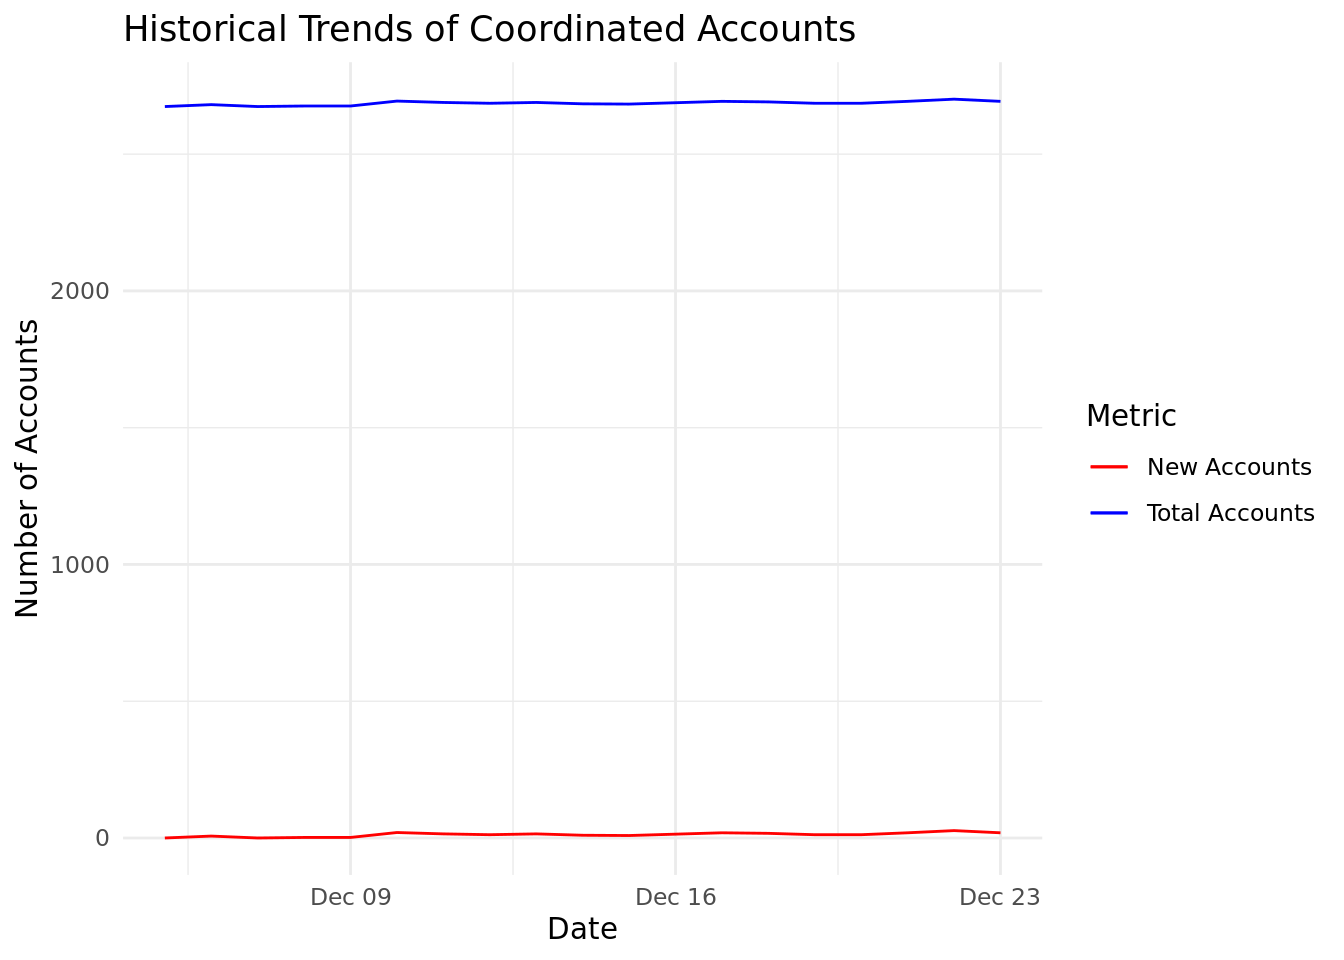 Historical Trends of Coordinated Accounts
Number of Accounts
2000
1000
0
Dec 09
Dec 16
Dec 23
Date
Metric
New Accounts
Total Accounts